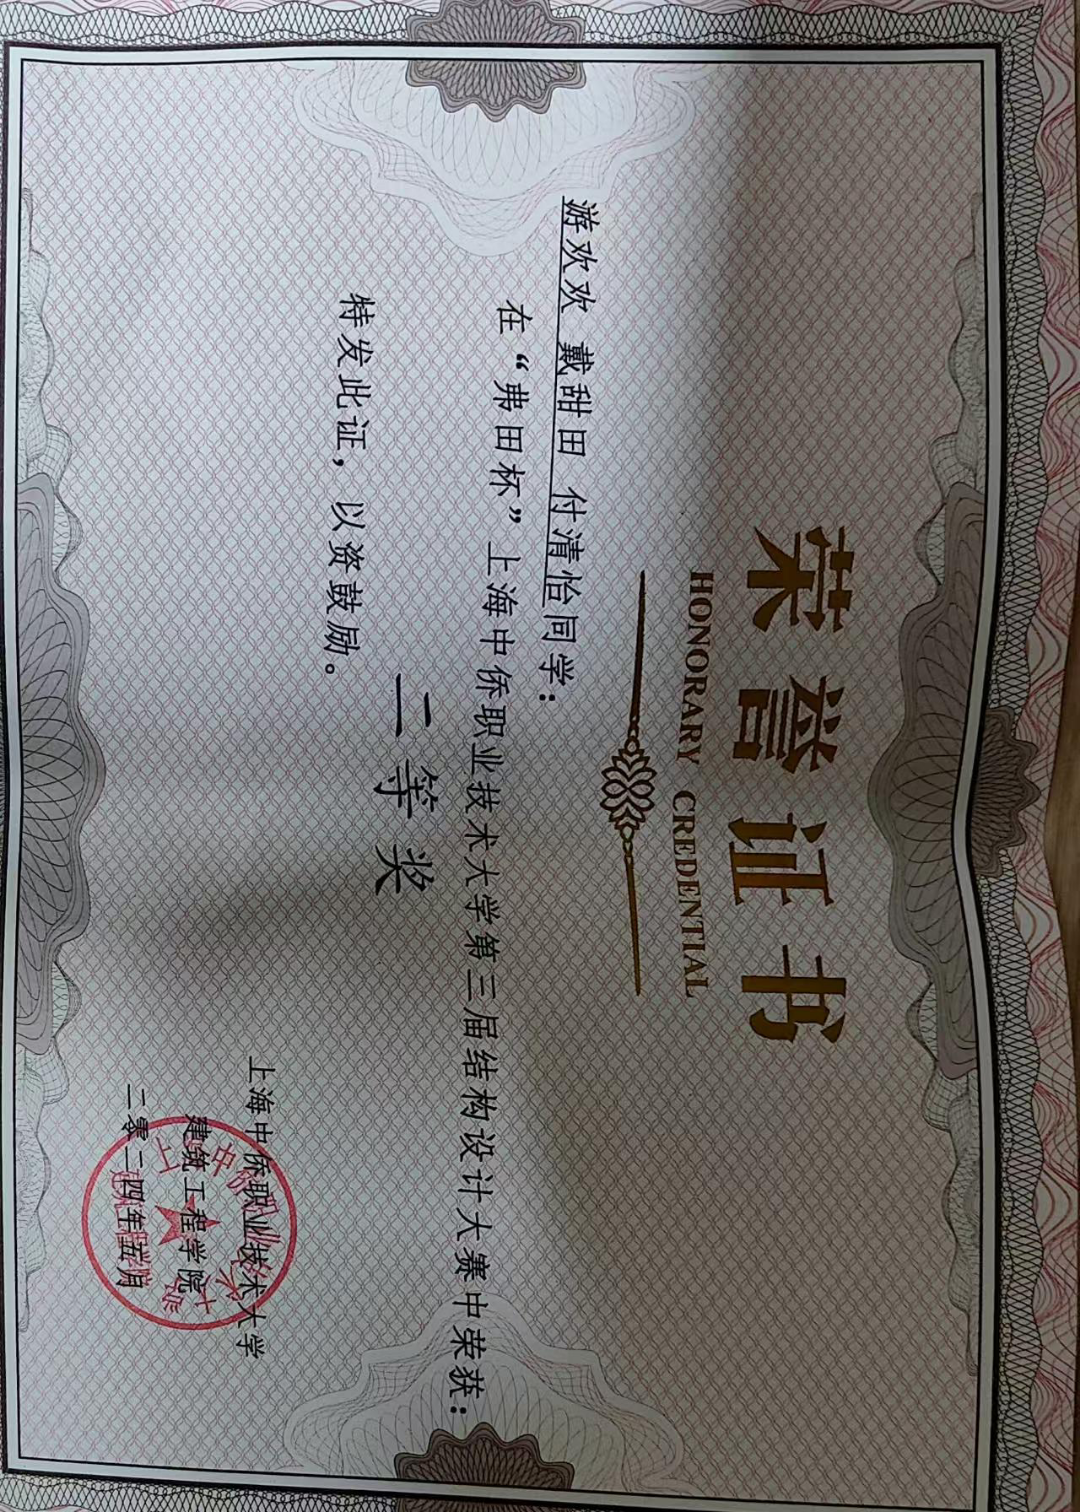 荣誉证书
HONORARY CREDENTIAL
游欢欢 戴甜田 付清怡同学：
在“弗田杯”上海中侨职业技术大学第三届结构设计大赛中荣获：
二等奖
特发此证，以资鼓励。
上海中侨职业技术大学
建筑工程学院
二零二四年五月